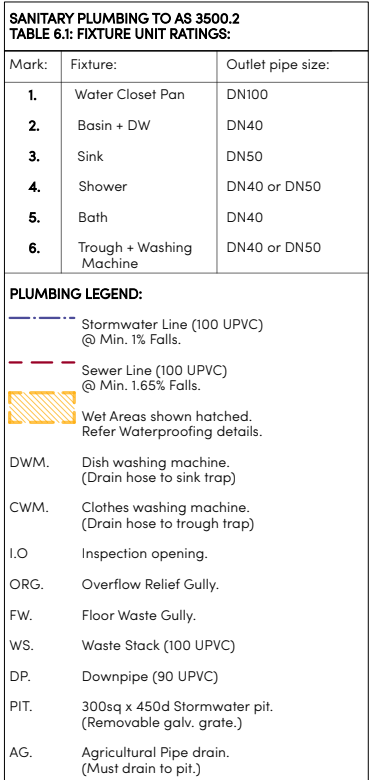 SANITARY PLUMBING TO AS 3500.2
TABLE 6.1: FIXTURE UNIT RATINGS:
Mark: Fixture: Outlet pipe size:
1. Water Closet Pan DN100
2. Basin + DW DN40
3. Sink DN50
4. Shower DN40 or DN50
5. Bath DN40
6. Trough + Washing DN40 or DN50
Machine
PLUMBING LEGEND:
Stormwater Line (100 UPVC)
@ Min. 1% Falls.
Sewer Line (100 UPVC)
@ Min. 1.65% Falls.
Wet Areas shown hatched.
Refer Waterproofing details.
DWM. Dish washing machine.
(Drain hose to sink trap)
CWM. Clothes washing machine.
(Drain hose to trough trap)
I.O Inspection opening.
ORG. Overflow Relief Gully.
FW. Floor Waste Gully.
WS. Waste Stack (100 UPVC)
DP. Downpipe (90 UPVC)
PIT. 300sq x 450d Stormwater pit.
(Removable galv. grate.)
AG. Agricultural Pipe drain.
(Must drain to pit.)